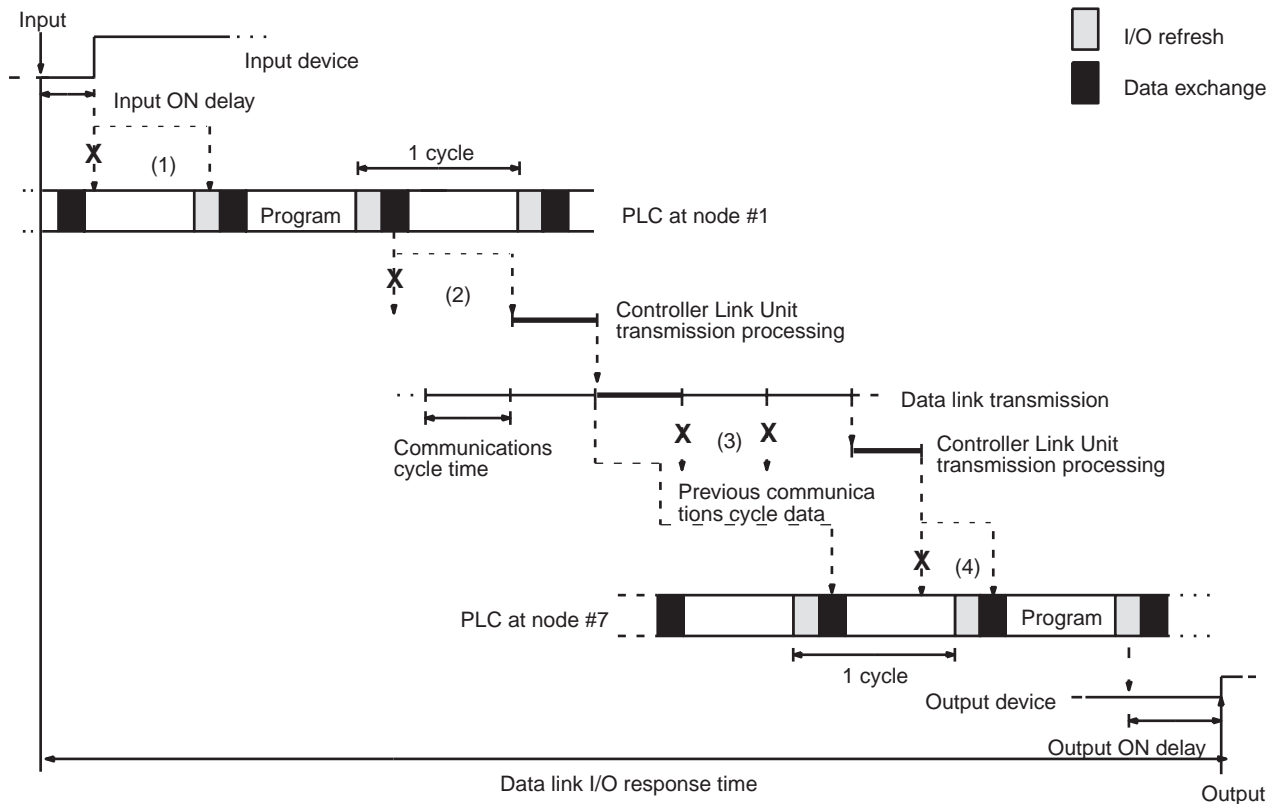 Input
I/O refresh
Input device
Data exchange
Input ON delay
X
(1)
1 cycle
Program
PLC at node #1
X
(2)
Controller Link Unit
transmission processing
Data link transmission
X
(3)
X
Communications
cycle time
Controller Link Unit
transmission processing
Previous communica
tions cycle data
X
(4)
PLC at node #7
Program
1 cycle
Output device
Output ON delay
Data link I/O response time
Output